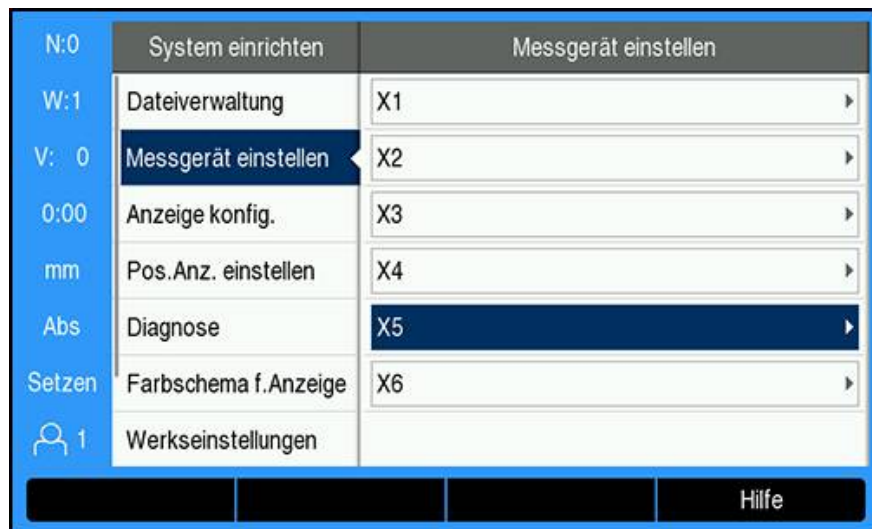 N:0
System einrichten
Messgerät einstellen
W:1
Dateiverwaltung
X1
V: 0
Messgerät einstellen
X2
0:00
Anzeige konfig.
X3
mm
Pos.Anz. einstellen
X4
Abs
Diagnose
X5
Setzen
Farbschema f.Anzeige
X6
1
Werkseinstellungen
Hilfe